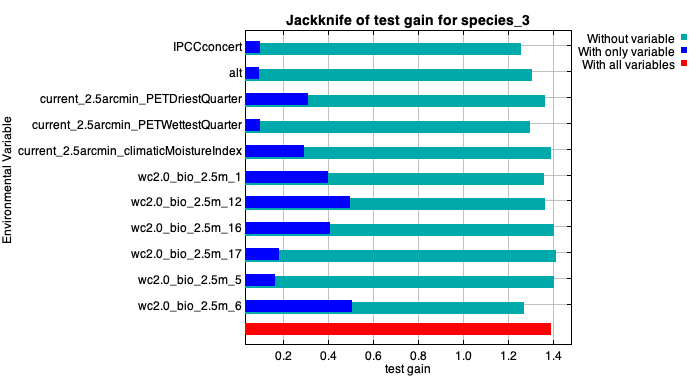 Jackknife of test gain for species_3
Without variable
With only variable
With all variables
Environmental Variable
IPCCconcert
alt
current_2.5arcmin_PETDriestQuarter
current_2.5arcmin_PETWettestQuarter
current_2.5arcmin_climaticMoistureIndex
wc2.0_bio_2.5m_1
wc2.0_bio_2.5m_12
wc2.0_bio_2.5m_16
wc2.0_bio_2.5m_17
wc2.0_bio_2.5m_5
wc2.0_bio_2.5m_6
0.2 0.4 0.6 0.8 1.0 1.2 1.4
test gain